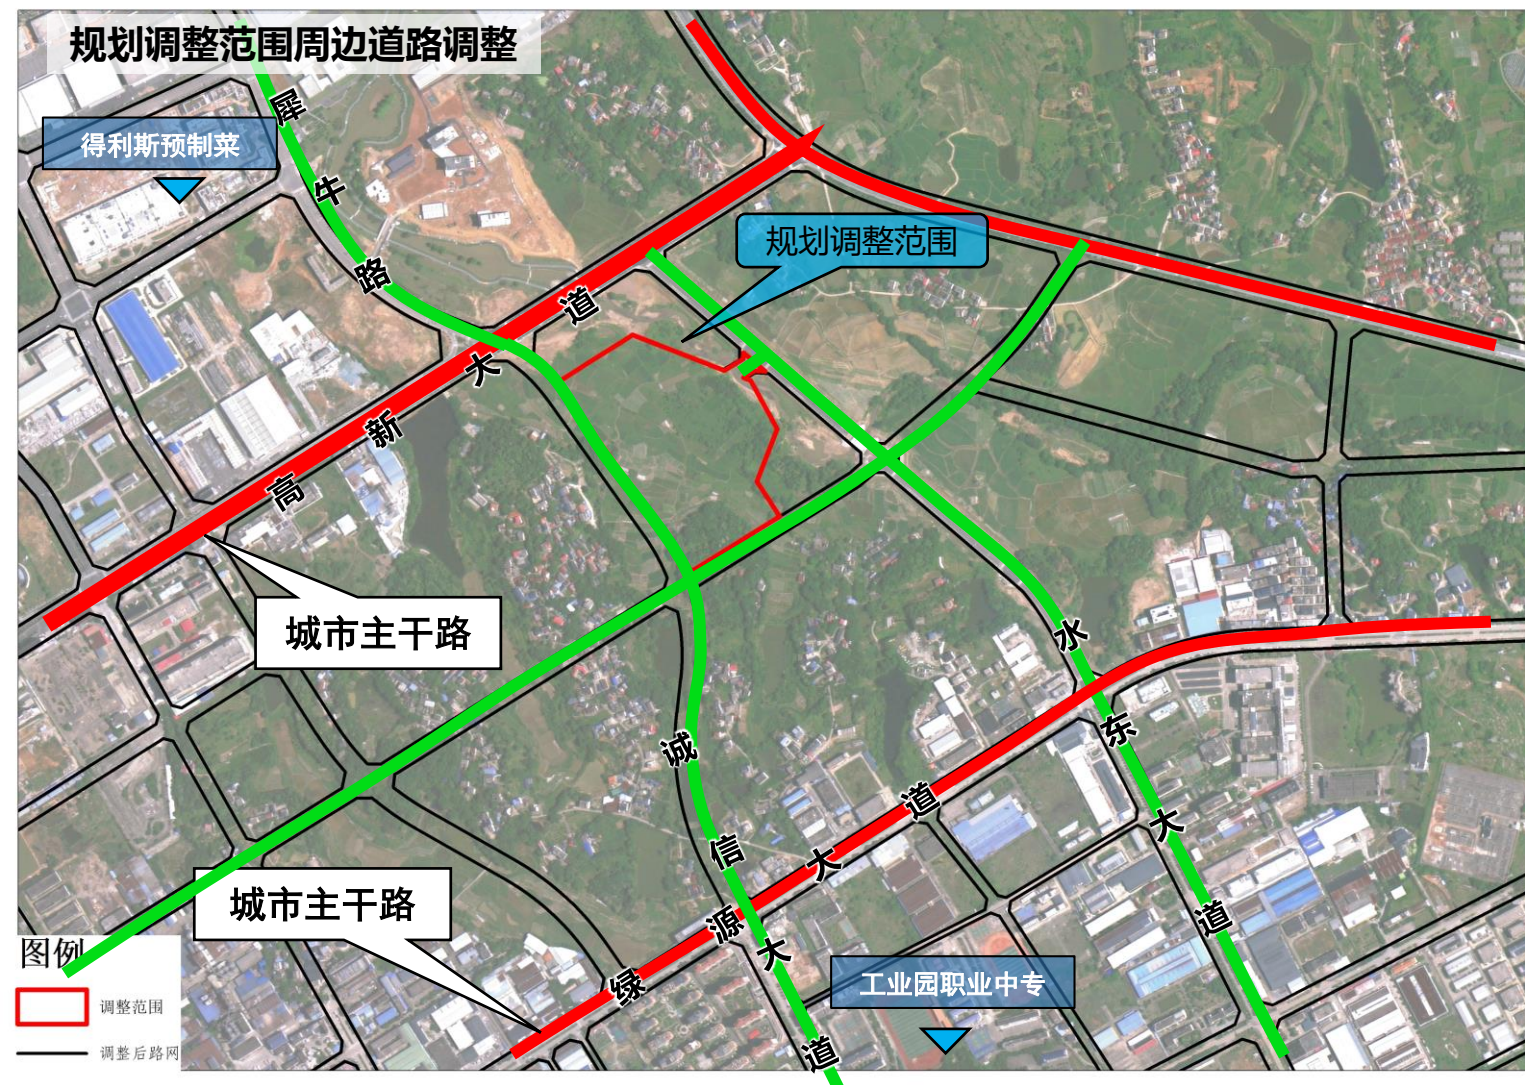 规划调整范围周边道路调整
犀牛路
得利斯预制菜
规划调整范围
高新大道
城市主干路
水东大道
诚信大道
绿源大道
城市主干路
工业园职业中专
图例
调整范围
调整后路网